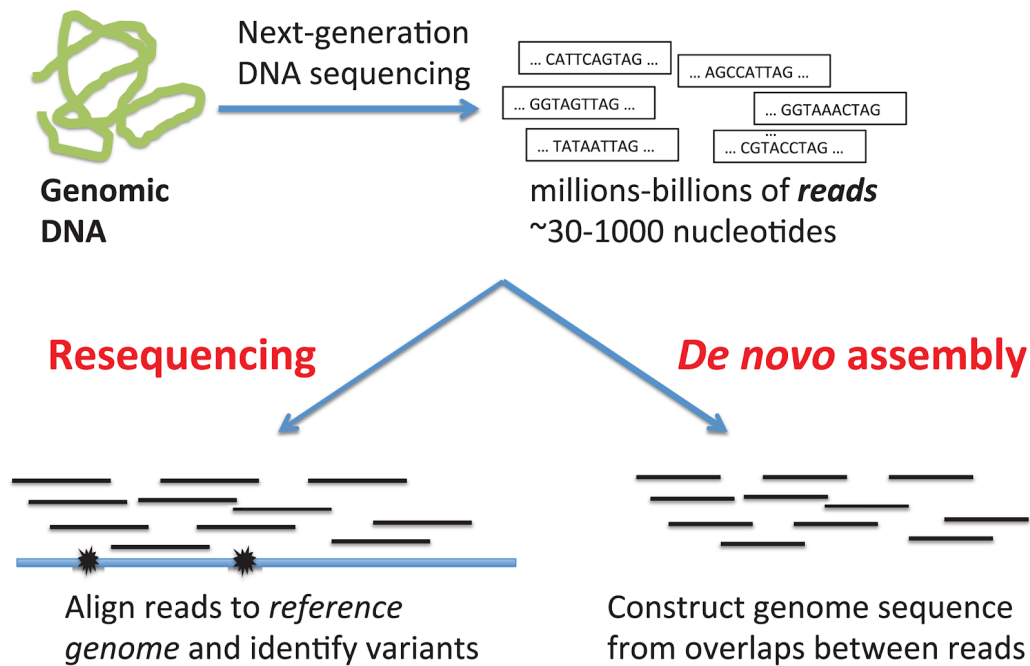 Next-generation
DNA sequencing
... CATTCAGTAG ...
... AGCCATTAG ...
... GGTAGTTAG ...
... GGTAAACTAG
...
... TATAATTAG ...
... CGTACCTAG ...
Genomic
DNA
millions-billions of reads
~30-1000 nucleotides
Resequencing
De novo assembly
Align reads to reference
genome and identify variants
Construct genome sequence
from overlaps between reads